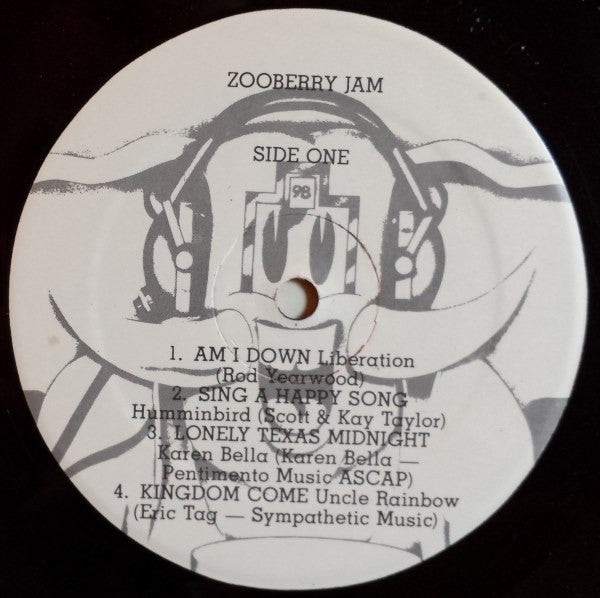 ZOOBERRY JAM
SIDE ONE
98
1. AM I DOWN Liberation
(Rod Yearwood)
2. SING A HAPPY SONG
Humminbird (Scott & Kay Taylor)
3. LONELY TEXAS MIDNIGHT
Karen Bella (Karen Bella —
Pentimento Music ASCAP)
4. KINGDOM COME Uncle Rainbow
(Eric Tag — Sympathetic Music)